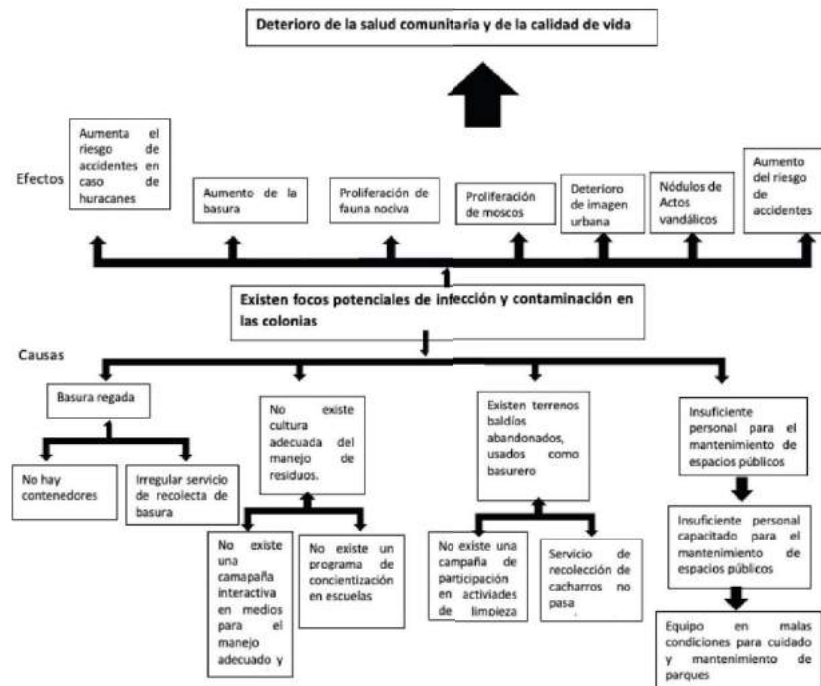 Deterioro de la salud comunitaria y de la calidad de vida
Efectos
Aumenta el
riesgo de
accidentes en
caso de
huracanes
Aumento de la
basura
Proliferación de
fauna nociva
Proliferación
de moscos
Deterioro
de imagen
urbana
Nódulos de
Actos
vandálicos
Aumento
del riesgo
de
accidentes
Existen focos potenciales de infección y contaminación en
las colonias
Causas
Basura regada
No hay
contenedores
Irregular servicio
de recolecta de
basura
No existe
cultura
adecuada del
manejo de
residuos.
No existe
una
camapaña
interactiva
en medios
para el
manejo
adecuado y
No existe un
programa de
concientización
en escuelas
Existen terrenos
baldíos
abandonados,
usados como
basurero
No existe una
campaña de
participación
en activiades
de limpieza
Servicio de
recolección de
cacharros no
pasa
Insuficiente
personal para el
mantenimiento de
espacios públicos
Insuficiente personal
capacitado para el
mantenimiento de
espacios públicos
Equipo en malas
condiciones para cuidado
y mantenimiento de
parques